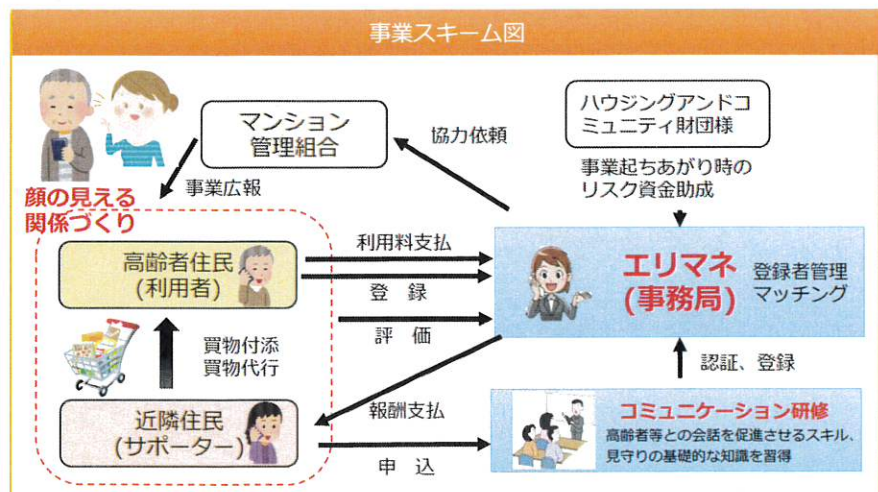 事業スキーム図
マンション
管理組合
協力依頼
ハウジングアンドコ
ミュニティ財団様
事業広報
事業起ちあがり時の
リスク資金助成
顔の見える
関係づくり
高齢者住民
(利用者)
利用料支払
登 録
評 価
エリマネ
(事務局)
登録者管理
マッチング
買物付添
買物代行
認証、登録
近隣住民
(サポーター)
報酬支払
申 込
コミュニケーション研修
高齢者等との会話を促進させるスキル、
見守りの基礎的な知識を習得